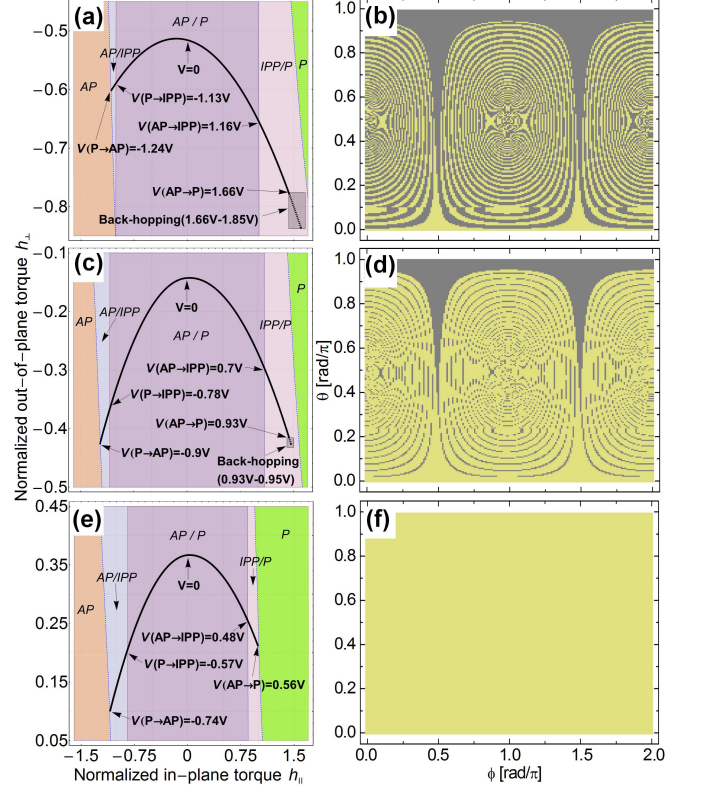 (a)
AP / P
−0.5
AP/IPP
IPP/P
P
V=0
−0.6
AP
V(P→IPP)=-1.13V
V(AP→IPP)=1.16V
−0.7
V(P→AP)=-1.24V
V(AP→P)=1.66V
−0.8
Back-hopping(1.66V-1.85V)
(b)
1.0
0.8
0.6
0.4
0.2
0.0
Normalized out−of−plane torque h⊥
(c)
−0.1
P
−0.2
V=0
AP
AP/IPP
IPP/P
AP / P
−0.3
V(AP→IPP)=0.7V
V(P→IPP)=-0.78V
−0.4
V(AP→P)=0.93V
V(P→AP)=-0.9V
Back-hopping
(0.93V-0.95V)
−0.5
(d)
θ [rad/π]
1.0
0.8
0.6
0.4
0.2
0.0
(e)
0.45
AP / P
P
0.35
IPP/P
AP/IPP
V=0
AP
0.25
V(AP→IPP)=0.48V
V(P→IPP)=-0.57V
V(AP→P)=0.56V
0.15
V(P→AP)=-0.74V
0.05
−1.5 −0.75 0 0.75 1.5
Normalized in−plane torque h||
(f)
1.0
0.8
0.6
0.4
0.2
0.0
0.0 0.5 1.0 1.5 2.0
ϕ [rad/π]